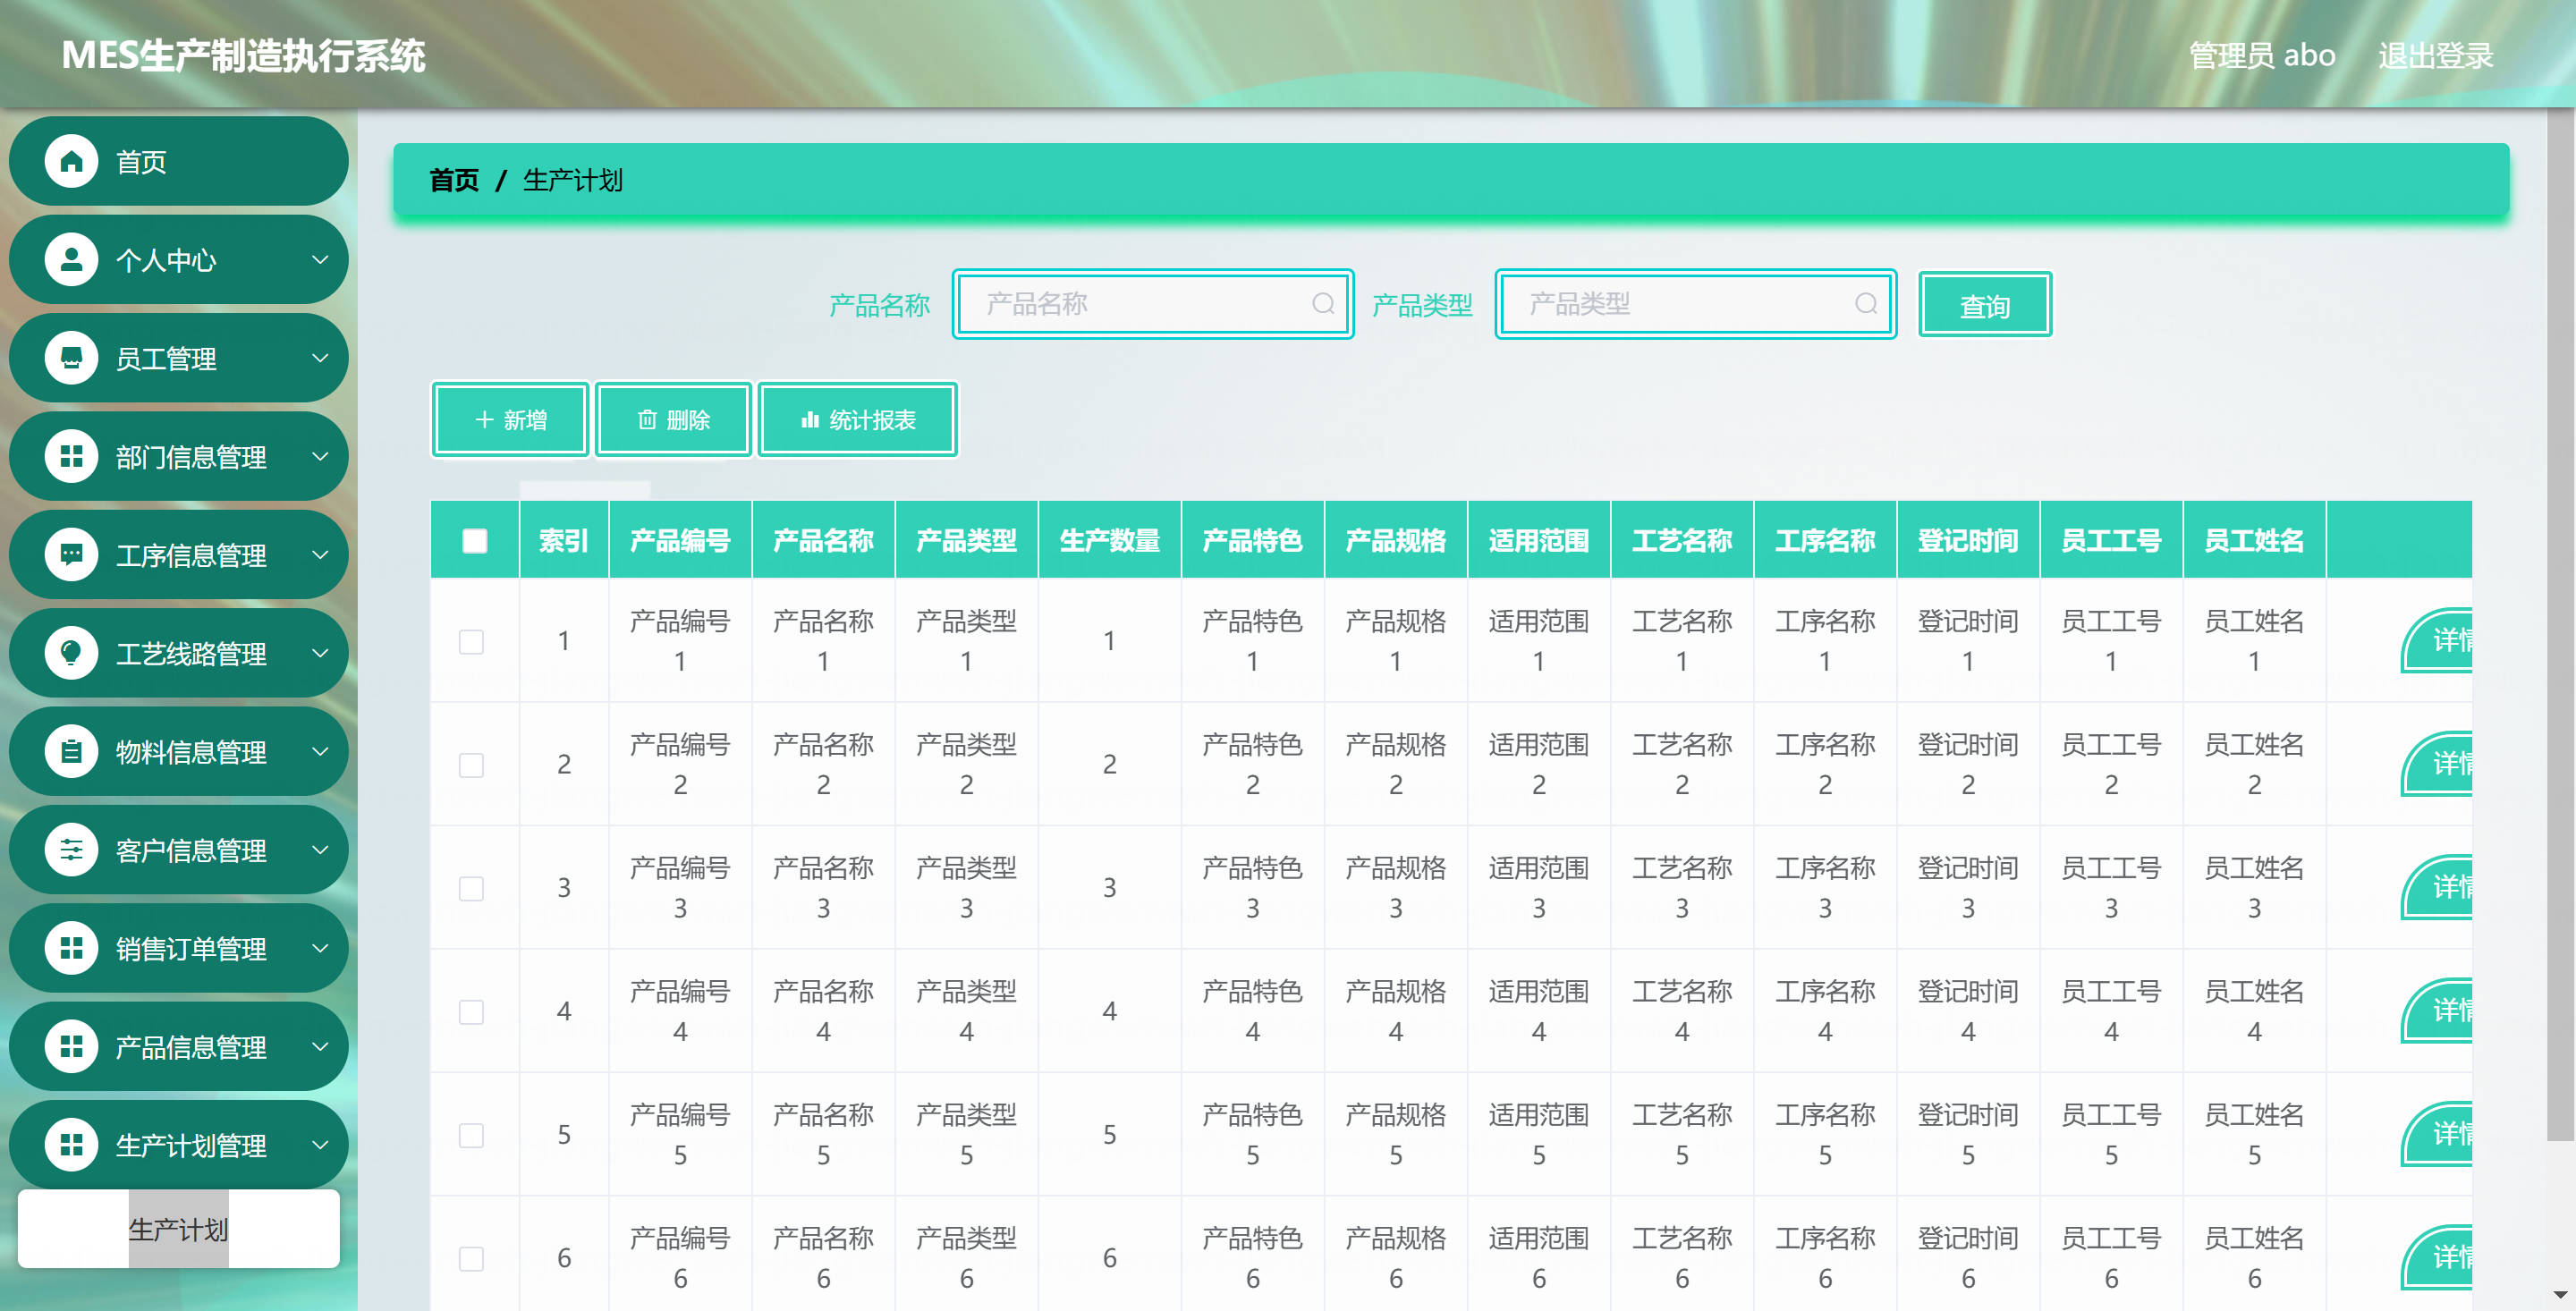 MES生产制造执行系统
管理员 abo 退出登录
首页
个人中心
员工管理
部门信息管理
工序信息管理
工艺线路管理
物料信息管理
客户信息管理
销售订单管理
产品信息管理
生产计划管理
生产计划
首页 / 生产计划
产品名称 产品名称 产品类型 产品类型 查询
新增 删除 统计报表
索引 产品编号 产品名称 产品类型 生产数量 产品特色 产品规格 适用范围 工艺名称 工序名称 登记时间 员工工号 员工姓名
1 产品编号1 产品名称1 产品类型1 1 产品特色1 产品规格1 适用范围1 工艺名称1 工序名称1 登记时间1 员工工号1 员工姓名1 详情
2 产品编号2 产品名称2 产品类型2 2 产品特色2 产品规格2 适用范围2 工艺名称2 工序名称2 登记时间2 员工工号2 员工姓名2 详情
3 产品编号3 产品名称3 产品类型3 3 产品特色3 产品规格3 适用范围3 工艺名称3 工序名称3 登记时间3 员工工号3 员工姓名3 详情
4 产品编号4 产品名称4 产品类型4 4 产品特色4 产品规格4 适用范围4 工艺名称4 工序名称4 登记时间4 员工工号4 员工姓名4 详情
5 产品编号5 产品名称5 产品类型5 5 产品特色5 产品规格5 适用范围5 工艺名称5 工序名称5 登记时间5 员工工号5 员工姓名5 详情
6 产品编号6 产品名称6 产品类型6 6 产品特色6 产品规格6 适用范围6 工艺名称6 工序名称6 登记时间6 员工工号6 员工姓名6 详情